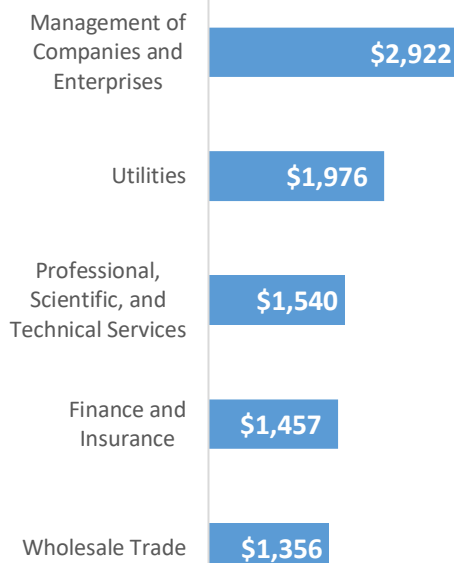 Management of
Companies and
Enterprises
$2,922
Utilities
$1,976
Professional,
Scientific, and
Technical Services
$1,540
Finance and
Insurance
$1,457
Wholesale Trade
$1,356